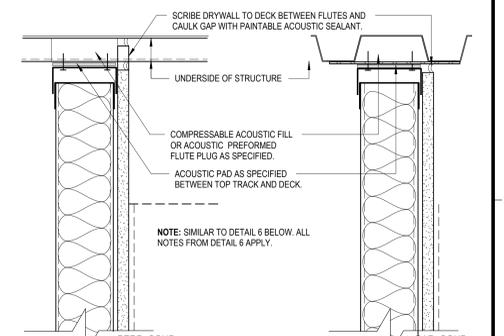 SCRIBE DRYWALL TO DECK BETWEEN FLUTES AND
CAULK GAP WITH PAINTABLE ACOUSTIC SEALANT.
UNDERSIDE OF STRUCTURE
COMPRESSABLE ACOUSTIC FILL
OR ACOUSTIC PREFORMED
FLUTE PLUG AS SPECIFIED.
ACOUSTIC PAD AS SPECIFIED
BETWEEN TOP TRACK AND DECK.
NOTE: SIMILAR TO DETAIL 6 BELOW. ALL
NOTES FROM DETAIL 6 APPLY.